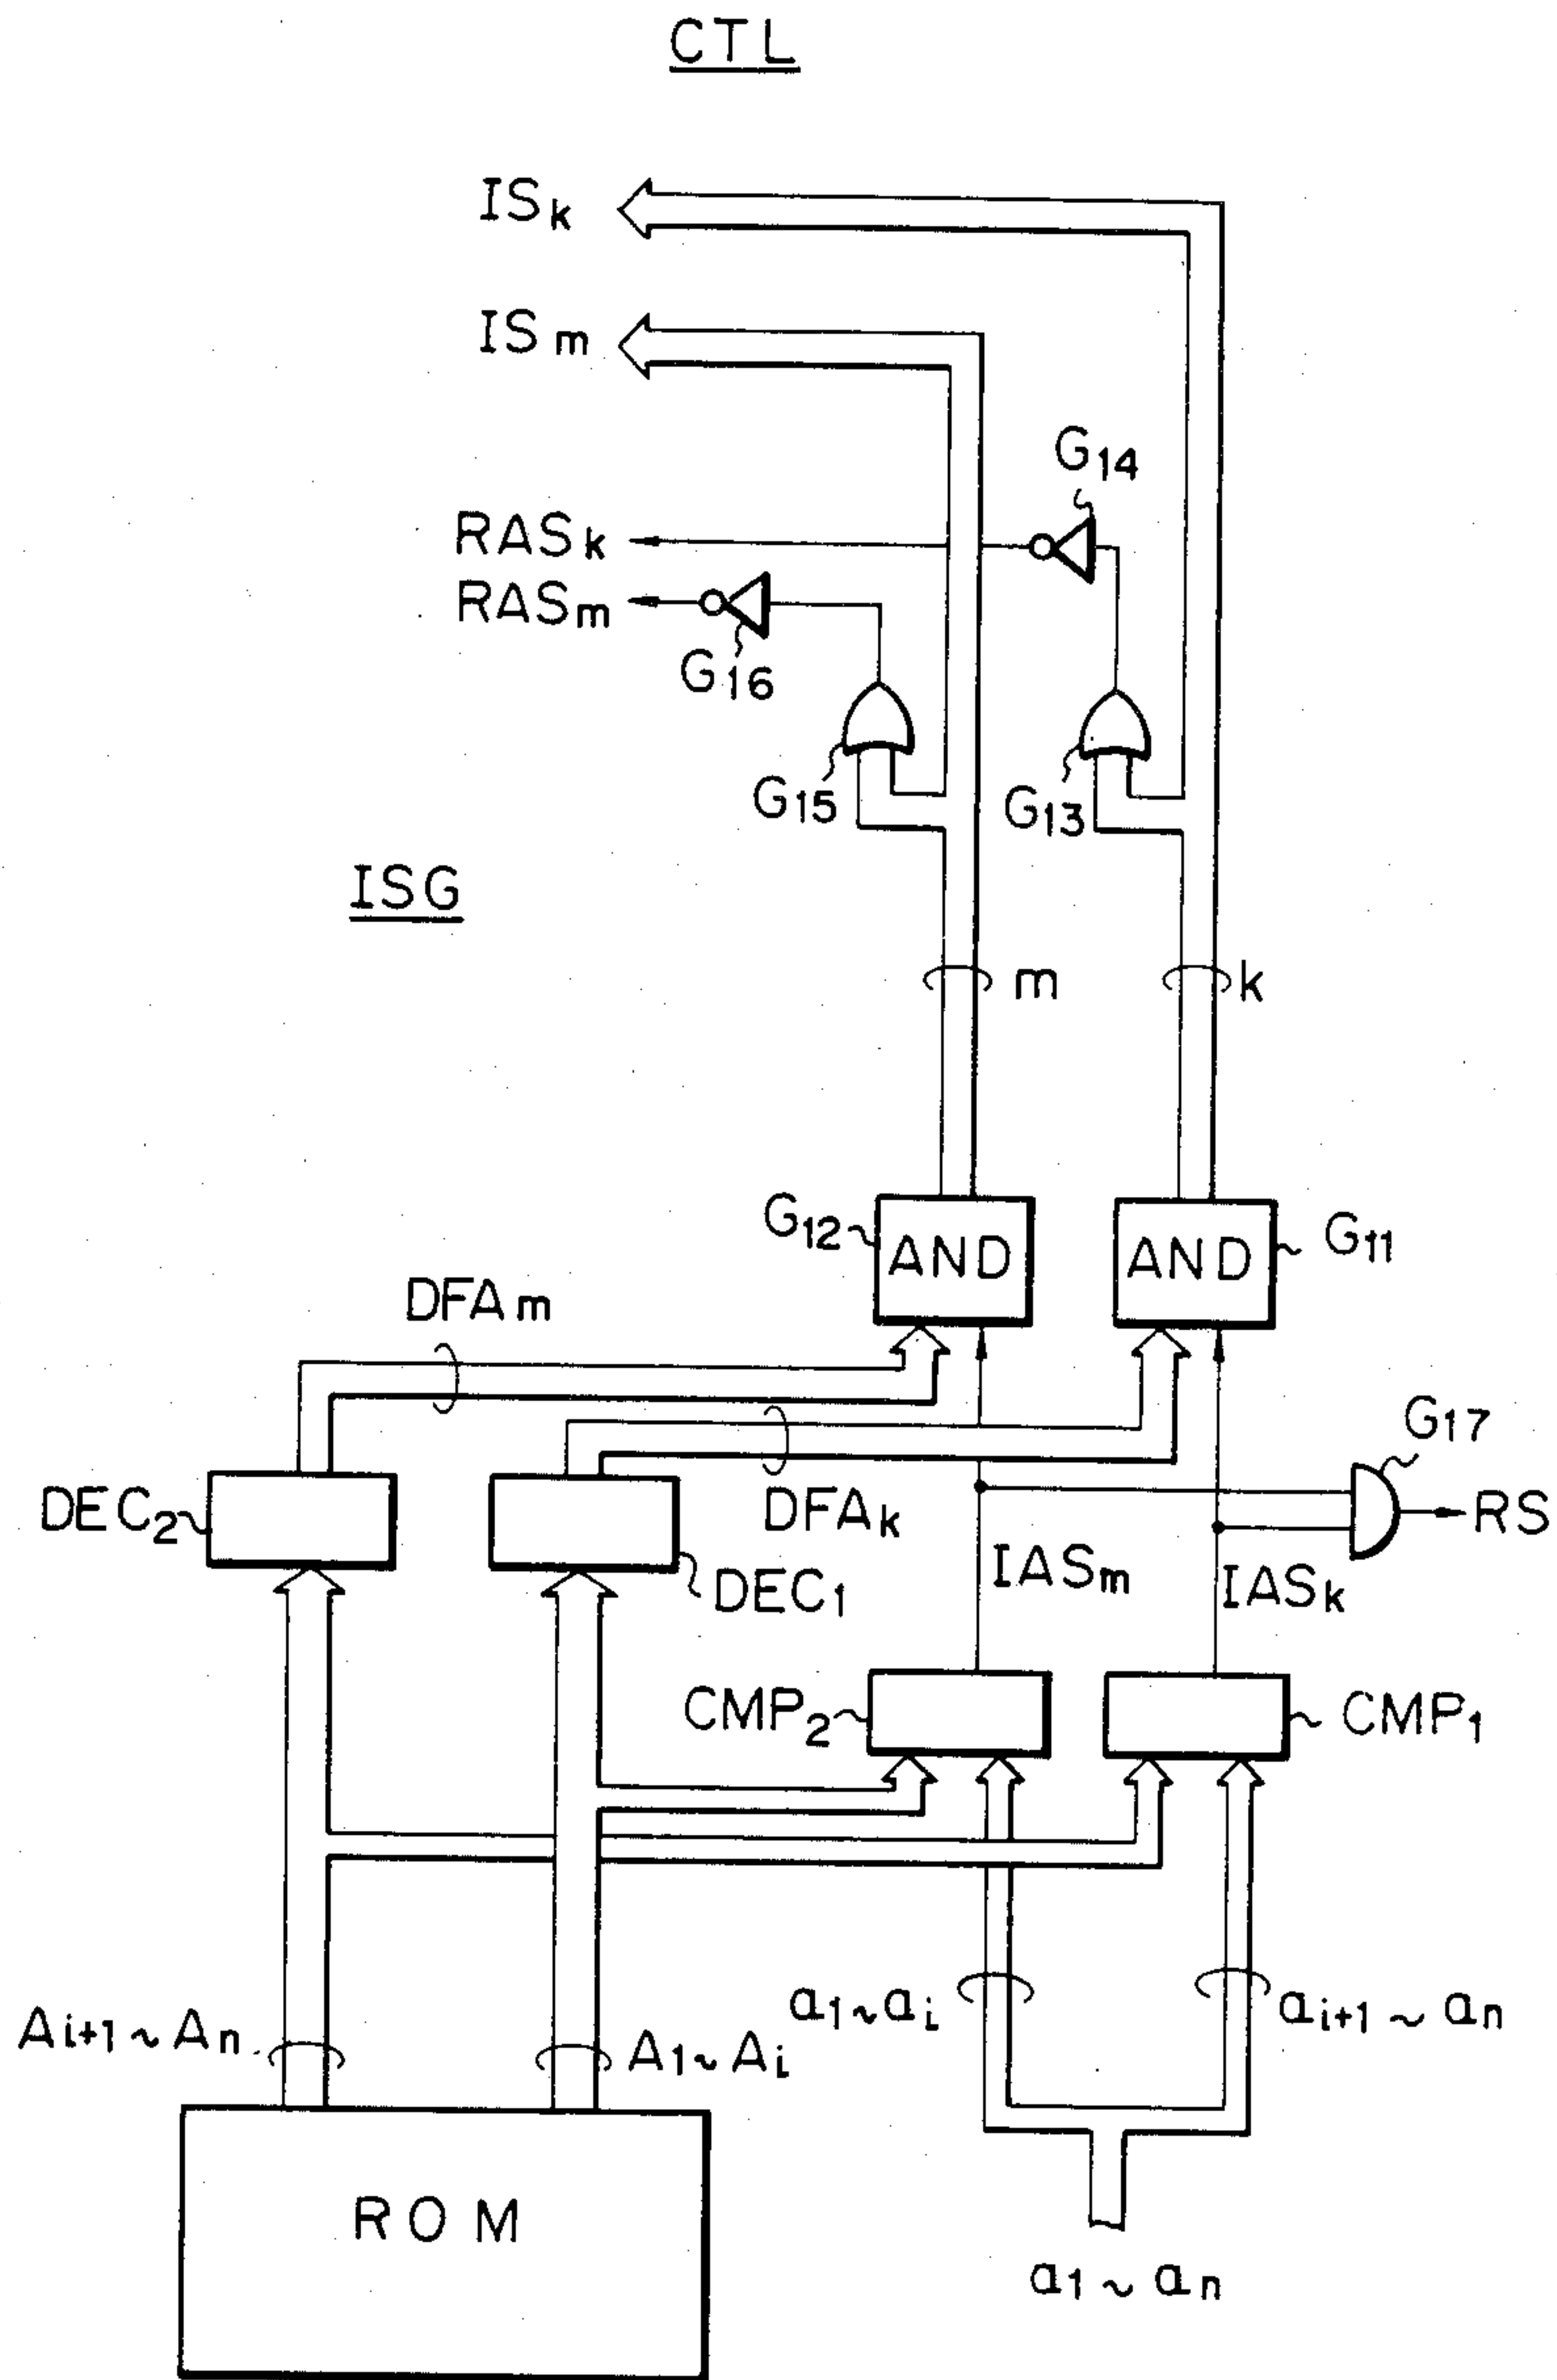 CTL
ISk
ISm
G14
RASk
RASm
G16
G15
G13
ISG
m
k
G12
AND
AND
G11
DFAm
G17
DEC2
DFAk
RS
IASm
DEC1
IASk
CMP2
CMP1
a1~ai
ai+1~an
Ai+1~An
A1~Ai
ROM
a1~an